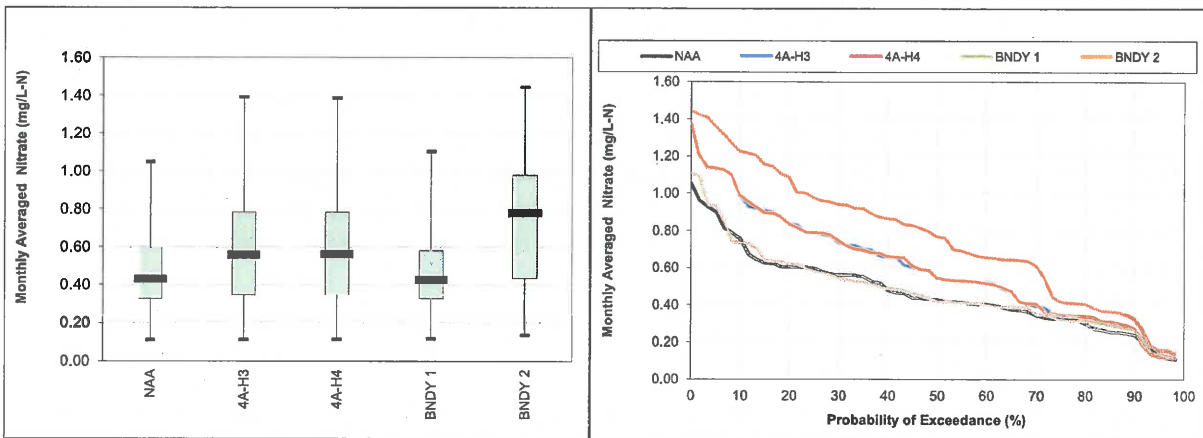 Monthly Averaged Nitrate (mg/L-N)
1.60
1.40
1.20
1.00
0.80
0.60
0.40
0.20
0.00
NAA
4A-H3
4A-H4
BNDY 1
BNDY 2
NAA 4A-H3 4A-H4 BNDY 1 BNDY 2
Monthly Averaged Nitrate (mg/L-N)
1.60
1.40
1.20
1.00
0.80
0.60
0.40
0.20
0.00
0 10 20 30 40 50 60 70 80 90 100
Probability of Exceedance (%)